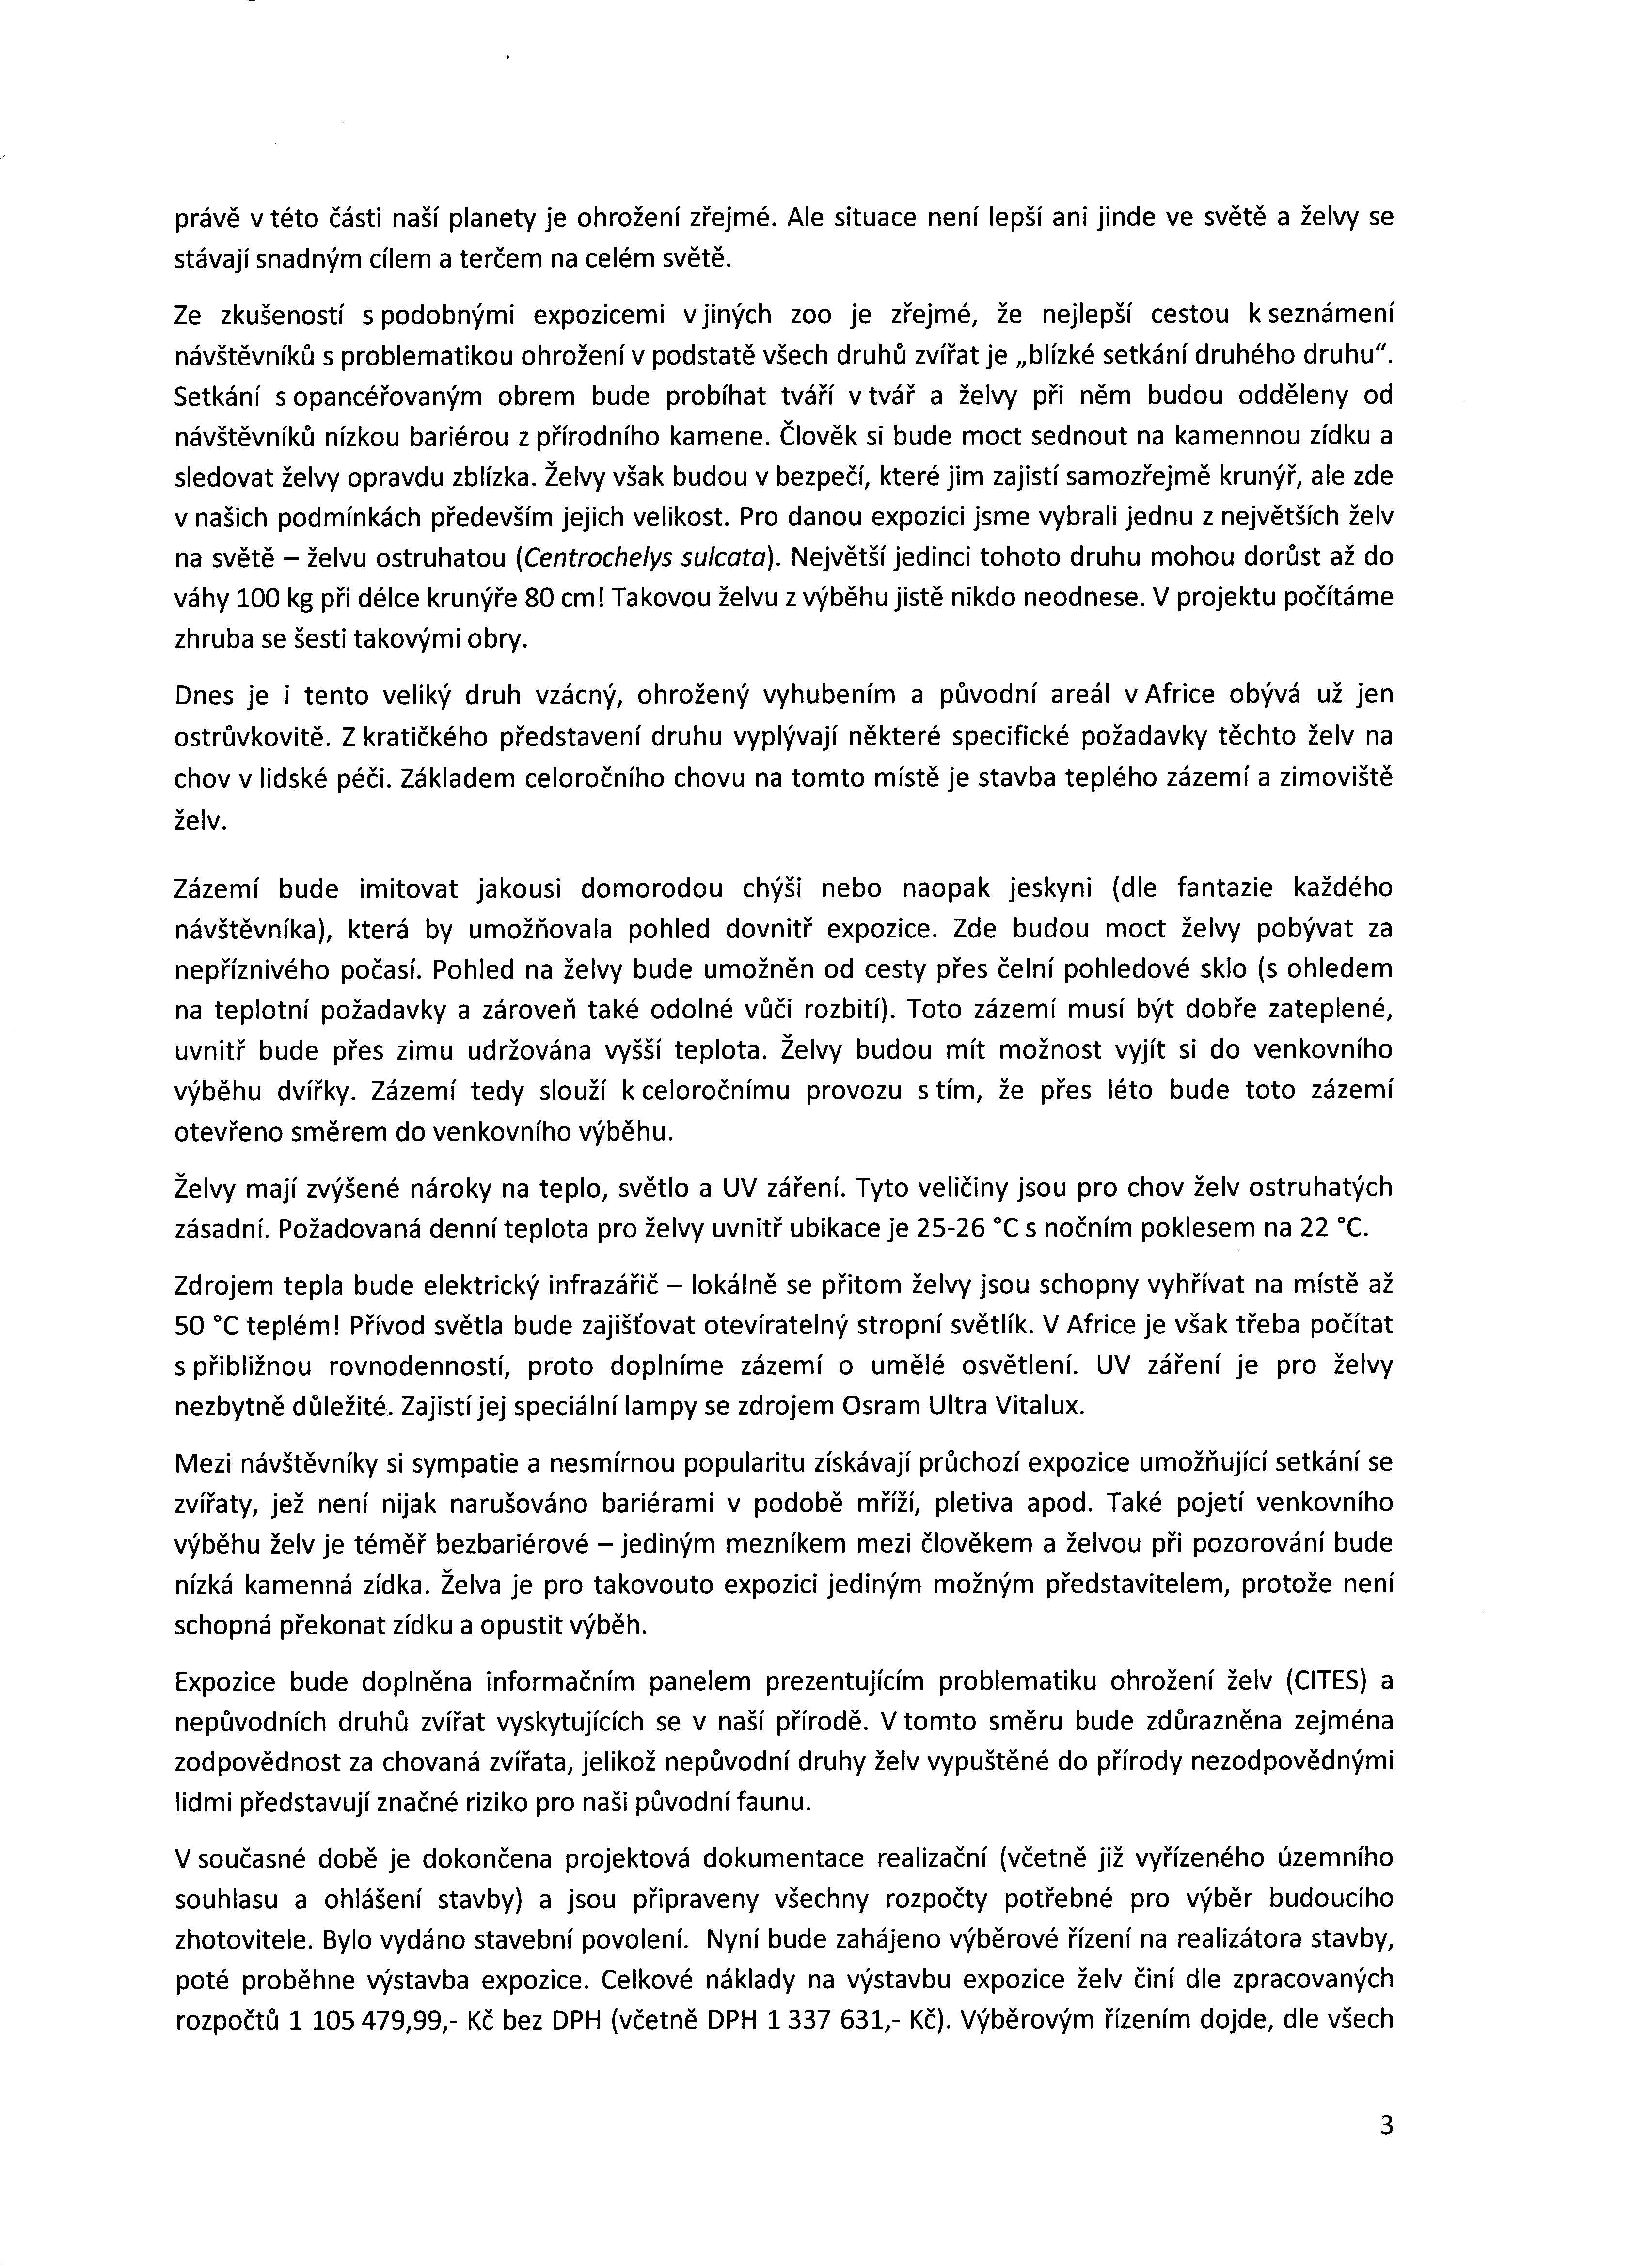 právě v této části naší planety je ohrožení zřejmé. Ale situace není lepší ani jinde ve světě a želvy se
stávají snadným cílem a terčem na celém světě.
Ze zkušeností s podobnými expozicemi v jiných zoo je zřejmé, že nejlepší cestou k seznámení
návštěvníků s problematikou ohrožení v podstatě všech druhů zvířat je „blízké setkání druhého druhu“.
Setkání s opancéřovaným obrem bude probíhat tváří v tvář a želvy při něm budou odděleny od
návštěvníků nízkou bariérou z přírodního kamene. Člověk si bude moct sednout na kamennou zídku a
sledovat želvy opravdu zblízka. Želvy však budou v bezpečí, které jim zajistí samozřejmě krunýř, ale zde
v našich podmínkách především jejich velikost. Pro danou expozici jsme vybrali jednu z největších želv
na světě – želvu ostruhatou (Centrochelys sulcata). Největší jedinci tohoto druhu mohou dorůst až do
váhy 100 kg při délce krunýře 80 cm! Takovou želvu z výběhu jistě nikdo neodnese. V projektu počítáme
zhruba se šesti takovými obry.
Dnes je i tento veliký druh vzácný, ohrožený vyhubením a původní areál v Africe obývá už jen
ostrůvkovitě. Z kratičkého představení druhu vyplývají některé specifické požadavky těchto želv na
chov v lidské péči. Základem celoročního chovu na tomto místě je stavba teplého zázemí a zimoviště
želv.
Zázemí bude imitovat jakousi domorodou chýši nebo naopak jeskyni (dle fantazie každého
návštěvníka), která by umožňovala pohled dovnitř expozice. Zde budou moct želvy pobývat za
nepříznivého počasí. Pohled na želvy bude umožněn od cesty přes čelní pohledové sklo (s ohledem
na teplotní požadavky a zároveň také odolné vůči rozbití). Toto zázemí musí být dobře zateplené,
uvnitř bude přes zimu udržována vyšší teplota. Želvy budou mít možnost vyjít si do venkovního
výběhu dvířky. Zázemí tedy slouží k celoročnímu provozu s tím, že přes léto bude toto zázemí
otevřeno směrem do venkovního výběhu.
Želvy mají zvýšené nároky na teplo, světlo a UV záření. Tyto veličiny jsou pro chov želv ostruhatých
zásadní. Požadovaná denní teplota pro želvy uvnitř ubikace je 25-26 °C s nočním poklesem na 22 °C.
Zdrojem tepla bude elektrický infrazářič – lokálně se přitom želvy jsou schopny vyhřívat na místě až
50 °C teplém! Přívod světla bude zajišťovat otevíratelný stropní světlík. V Africe je však třeba počítat
s přibližnou rovnodenností, proto doplníme zázemí o umělé osvětlení. UV záření je pro želvy
nezbytně důležité. Zajistí jej speciální lampy se zdrojem Osram Ultra Vitalux.
Mezi návštěvníky si sympatie a nesmírnou popularitu získávají průchozí expozice umožňující setkání se
zvířaty, jež není nijak narušováno bariérami v podobě mříží, pletiva apod. Také pojetí venkovního
výběhu želv je téměř bezbariérové – jediným mezníkem mezi člověkem a želvou při pozorování bude
nízká kamenná zídka. Želva je pro takovouto expozici jediným možným představitelem, protože není
schopná překonat zídku a opustit výběh.
Expozice bude doplněna informačním panelem prezentujícím problematiku ohrožení želv (CITES) a
nepůvodních druhů zvířat vyskytujících se v naší přírodě. V tomto směru bude zdůrazněna zejména
zodpovědnost za chovaná zvířata, jelikož nepůvodní druhy želv vypuštěné do přírody nezodpovědnými
lidmi představují značné riziko pro naši původní faunu.
V současné době je dokončena projektová dokumentace realizační (včetně již vyřízeného územního
souhlasu a ohlášení stavby) a jsou připraveny všechny rozpočty potřebné pro výběr budoucího
zhotovitele. Bylo vydáno stavební povolení. Nyní bude zahájeno výběrové řízení na realizátora stavby,
poté proběhne výstavba expozice. Celkové náklady na výstavbu expozice želv činí dle zpracovaných
rozpočtů 1 105 479,99,- Kč bez DPH (včetně DPH 1 337 631,- Kč). Výběrovým řízením dojde, dle všech
3